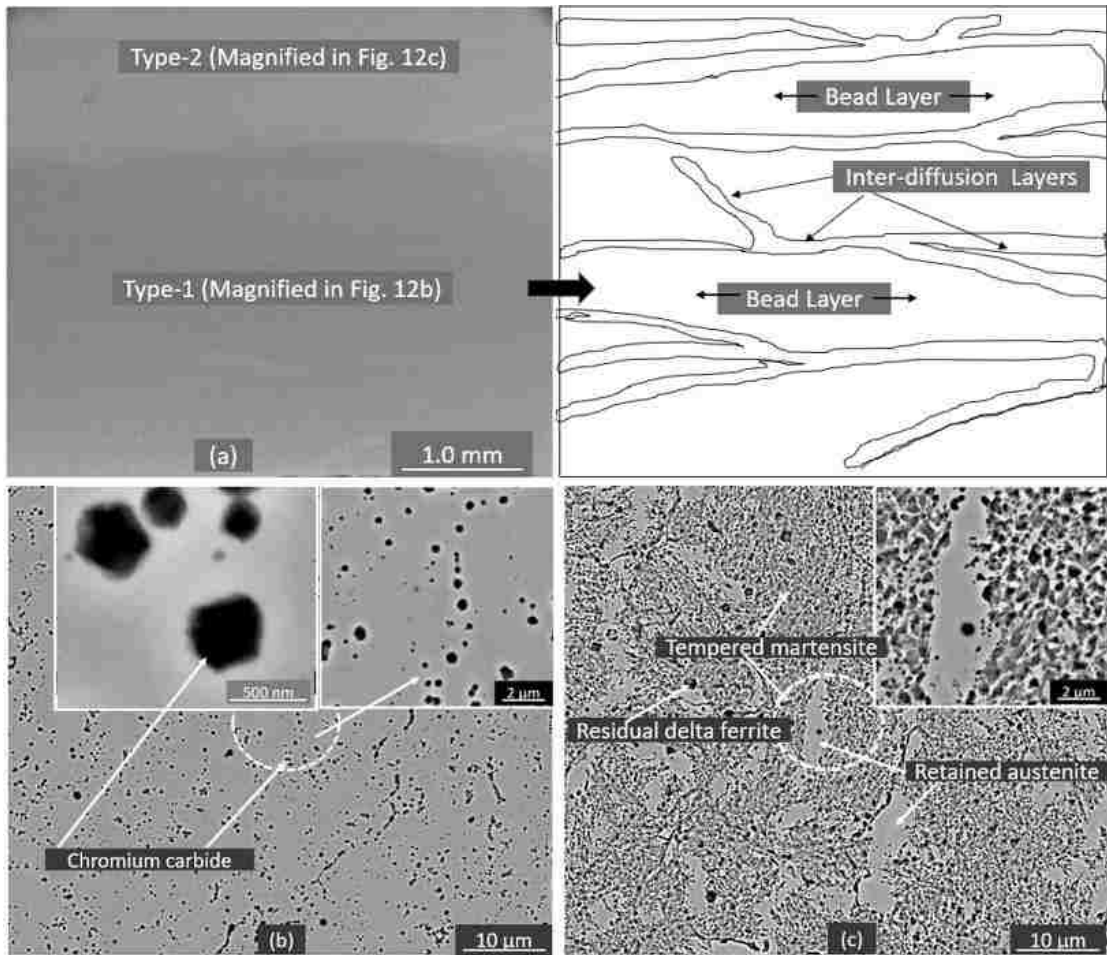 Type-2 (Magnified in Fig. 12c)
Type-1 (Magnified in Fig. 12b)
(a)
1.0 mm
Bead Layer
Inter-diffusion Layers
Bead Layer
500 nm
2 μm
Chromium carbide
(b)
10 μm
2 μm
Tempered martensite
Residual delta ferrite
Retained austenite
(c)
10 μm